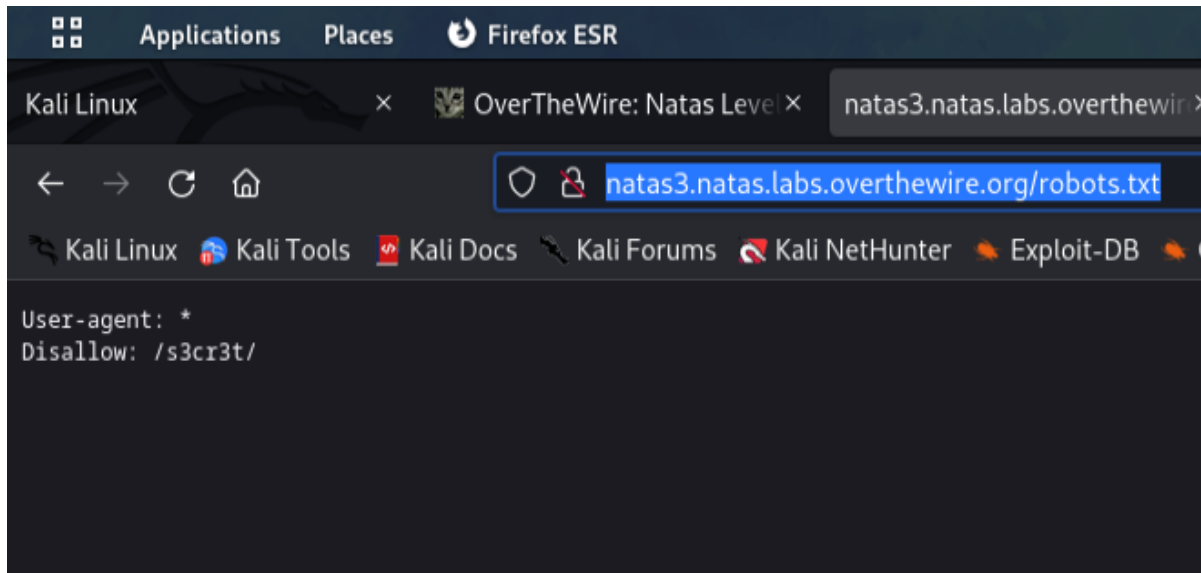 Applications Places Firefox ESR
Kali Linux × OverTheWire: Natas Level × natas3.natas.labs.overthewir
natas3.natas.labs.overthewire.org/robots.txt
Kali Linux Kali Tools Kali Docs Kali Forums Kali NetHunter Exploit-DB
User-agent: *
Disallow: /s3cr3t/